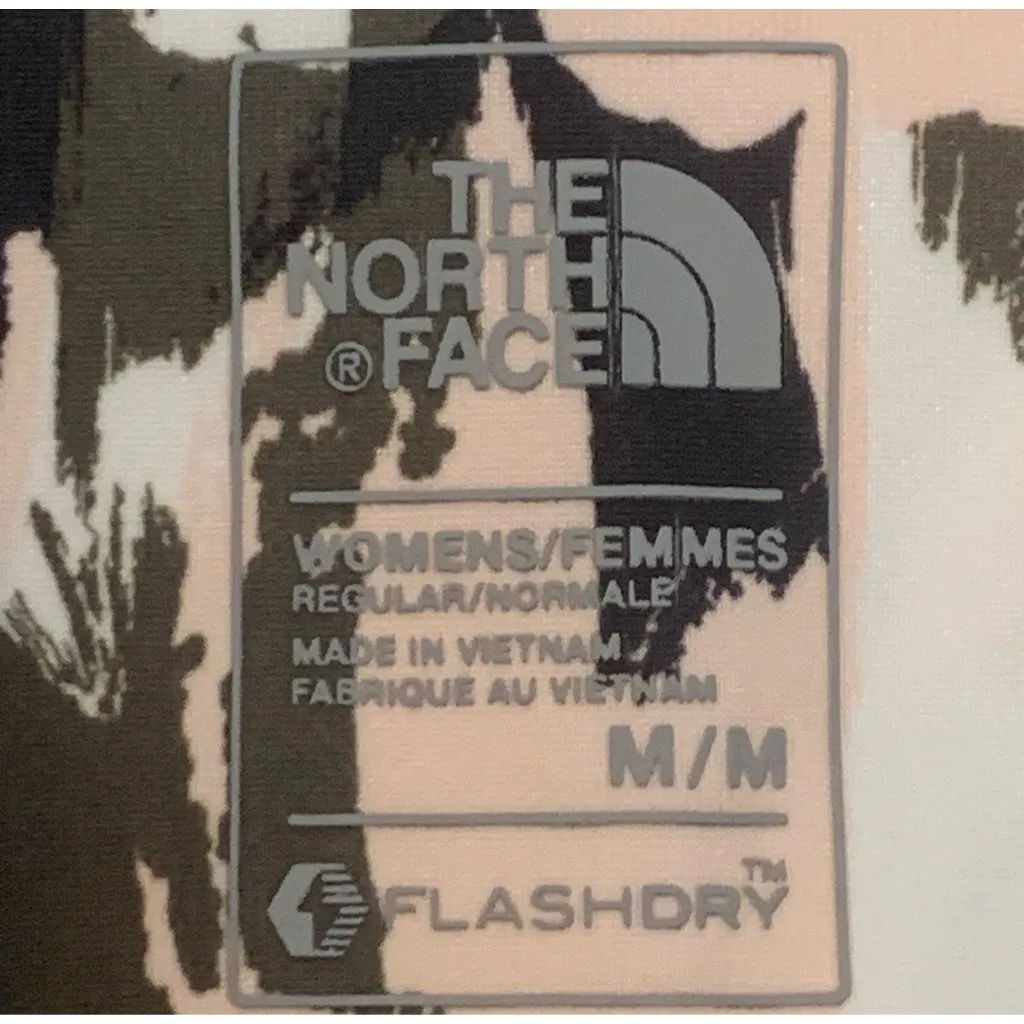 THE
NORTH
® FACE
WOMENS/FEMMES
REGULAR/NORMALE
MADE IN VIETNAM
FABRIQUE AU VIETNAM
M/M
FLASHDRY™